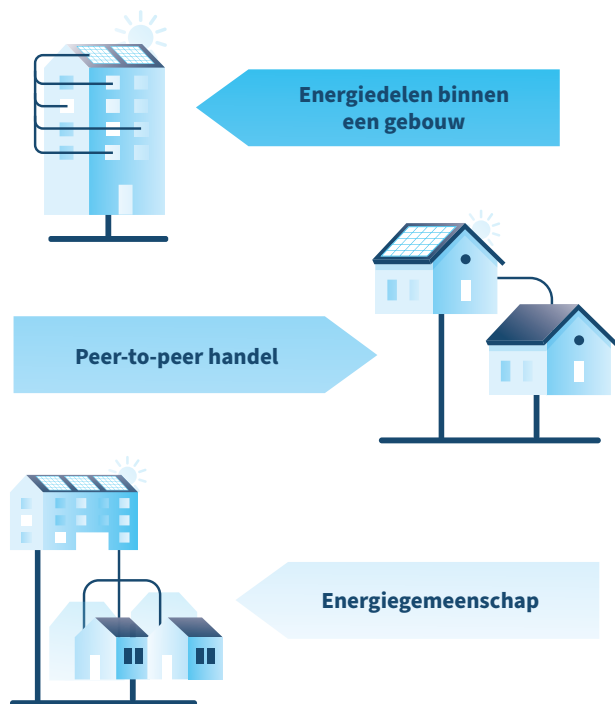 Energiedelen binnen
een gebouw
Peer-to-peer handel
Energiegemeenschap